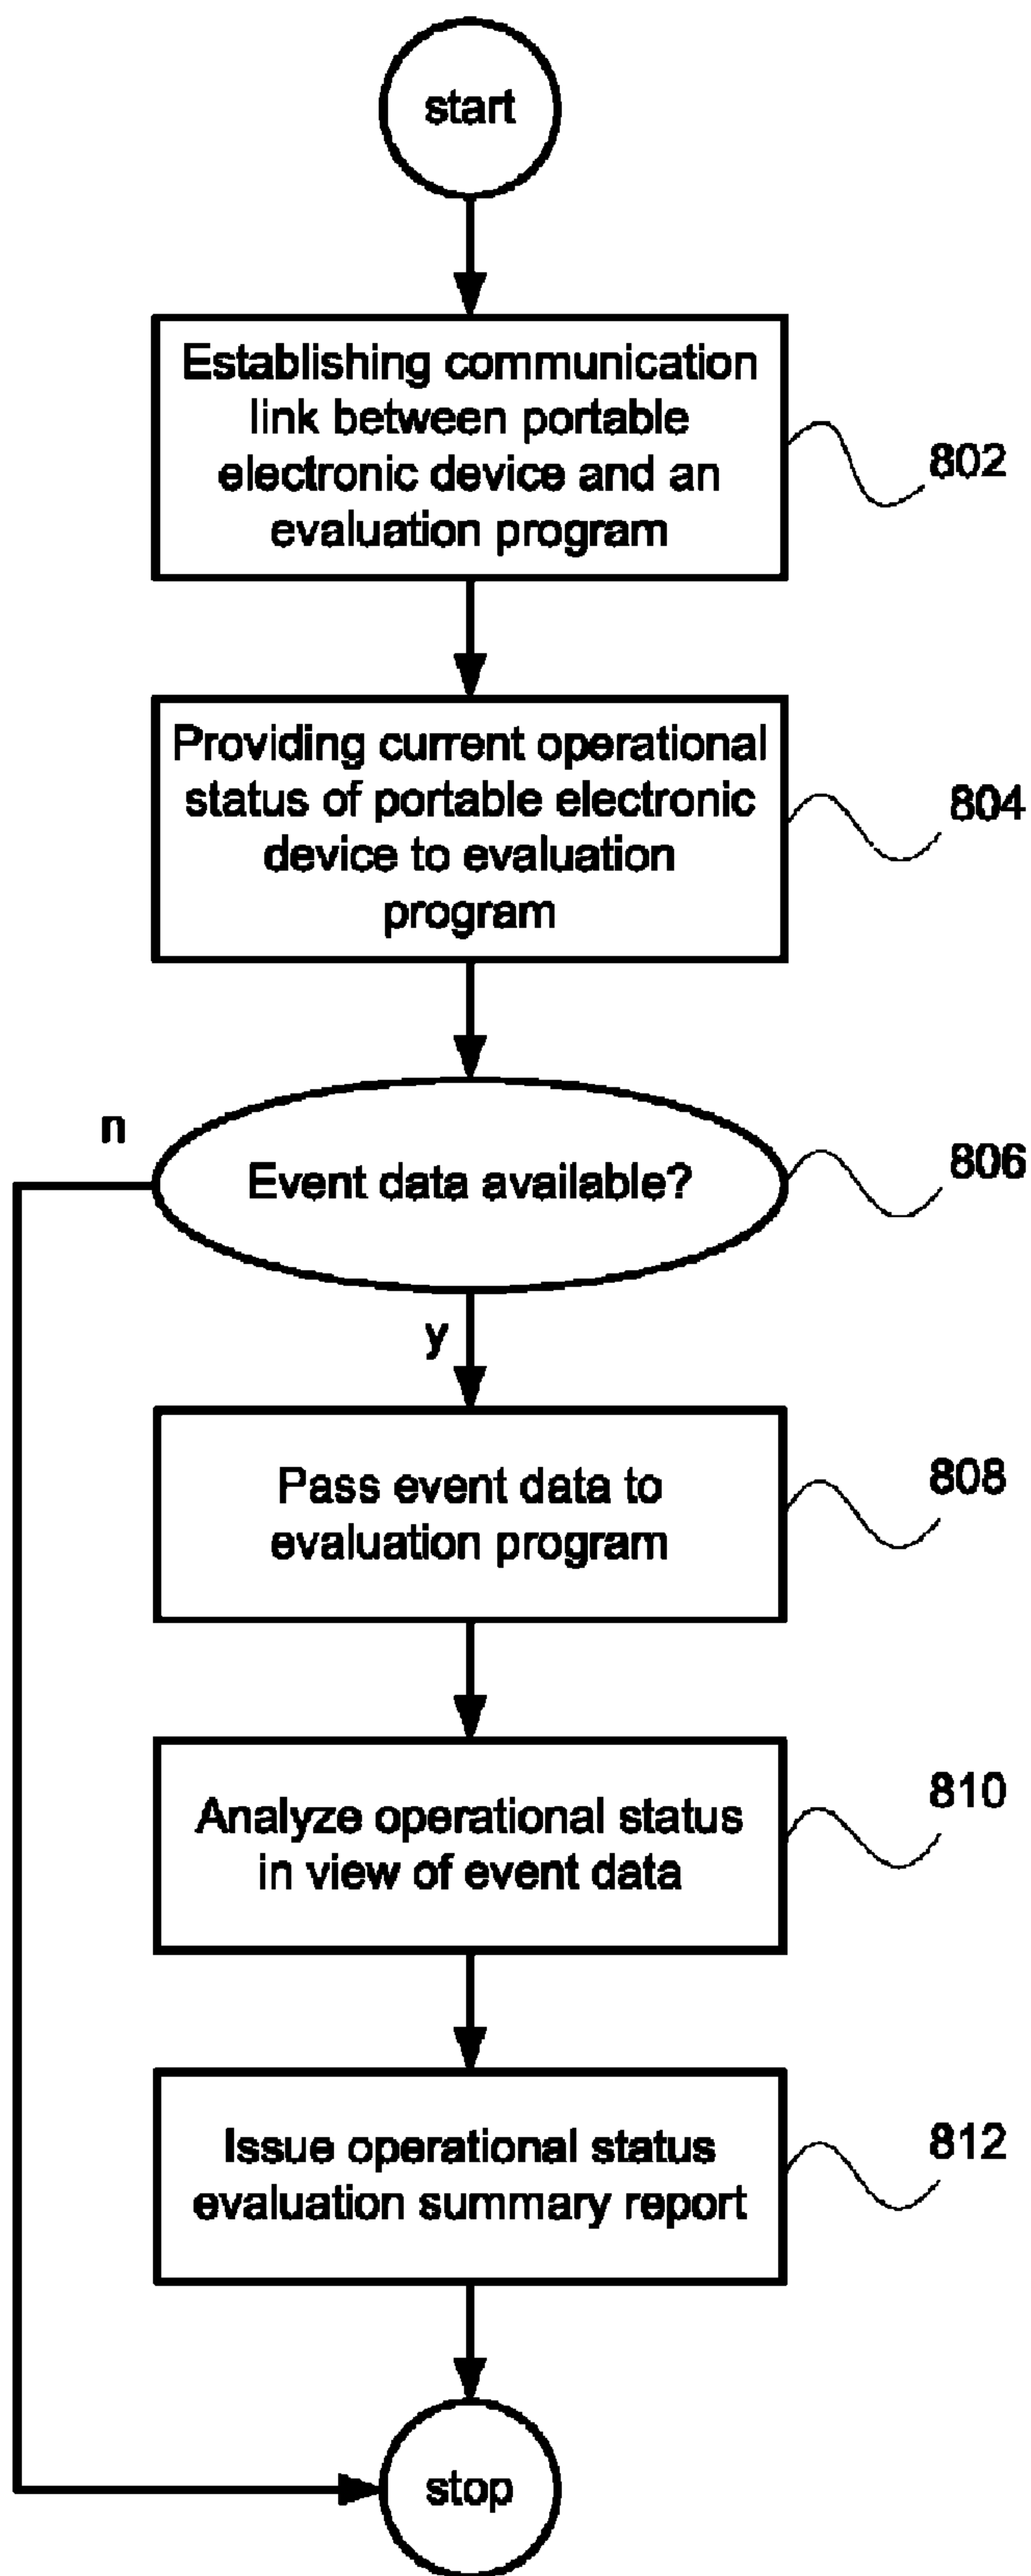 start
Establishing communication
link between portable
electronic device and an
evaluation program
802
Providing current operational
status of portable electronic
device to evaluation
program
804
n
Event data available?
806
y
Pass event data to
evaluation program
808
Analyze operational status
in view of event data
810
Issue operational status
evaluation summary report
812
stop